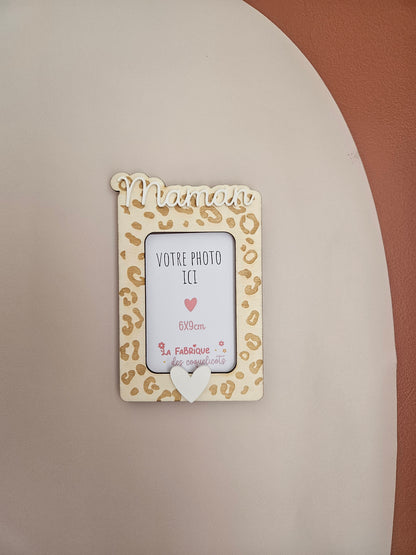 Maman
VOTRE PHOTO
ICI
6X9cm
LA FABRIQUE
des coquelicots